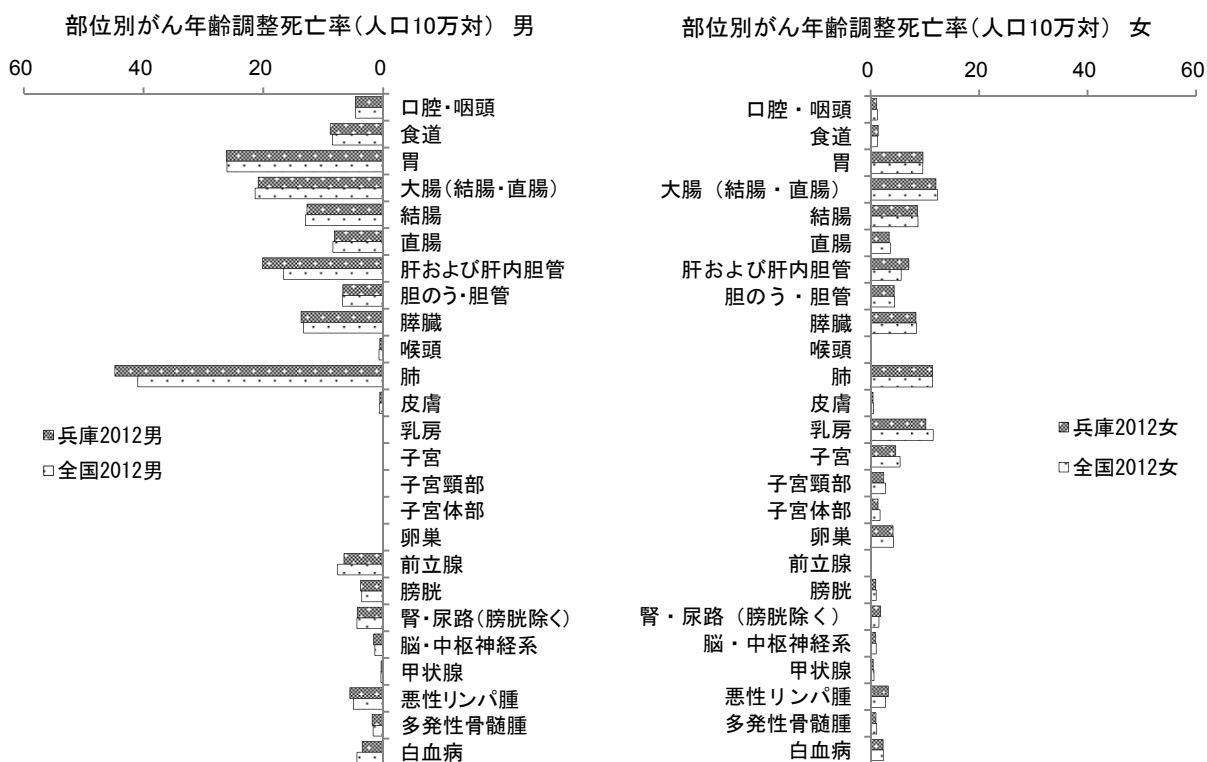 部位別がん年齢調整死亡率(人口10万対) 男
60 40 20 0
口腔・咽頭
食道
胃
大腸(結腸・直腸)
結腸
直腸
肝および肝内胆管
胆のう・胆管
膵臓
喉頭
肺
皮膚
乳房
子宮
子宮頸部
子宮体部
卵巣
前立腺
膀胱
腎・尿路(膀胱除く)
脳・中枢神経系
甲状腺
悪性リンパ腫
多発性骨髄腫
白血病
兵庫2012男
全国2012男
部位別がん年齢調整死亡率(人口10万対) 女
0 20 40 60
口腔・咽頭
食道
胃
大腸(結腸・直腸)
結腸
直腸
肝および肝内胆管
胆のう・胆管
膵臓
喉頭
肺
皮膚
乳房
子宮
子宮頸部
子宮体部
卵巣
前立腺
膀胱
腎・尿路(膀胱除く)
脳・中枢神経系
甲状腺
悪性リンパ腫
多発性骨髄腫
白血病
兵庫2012女
全国2012女